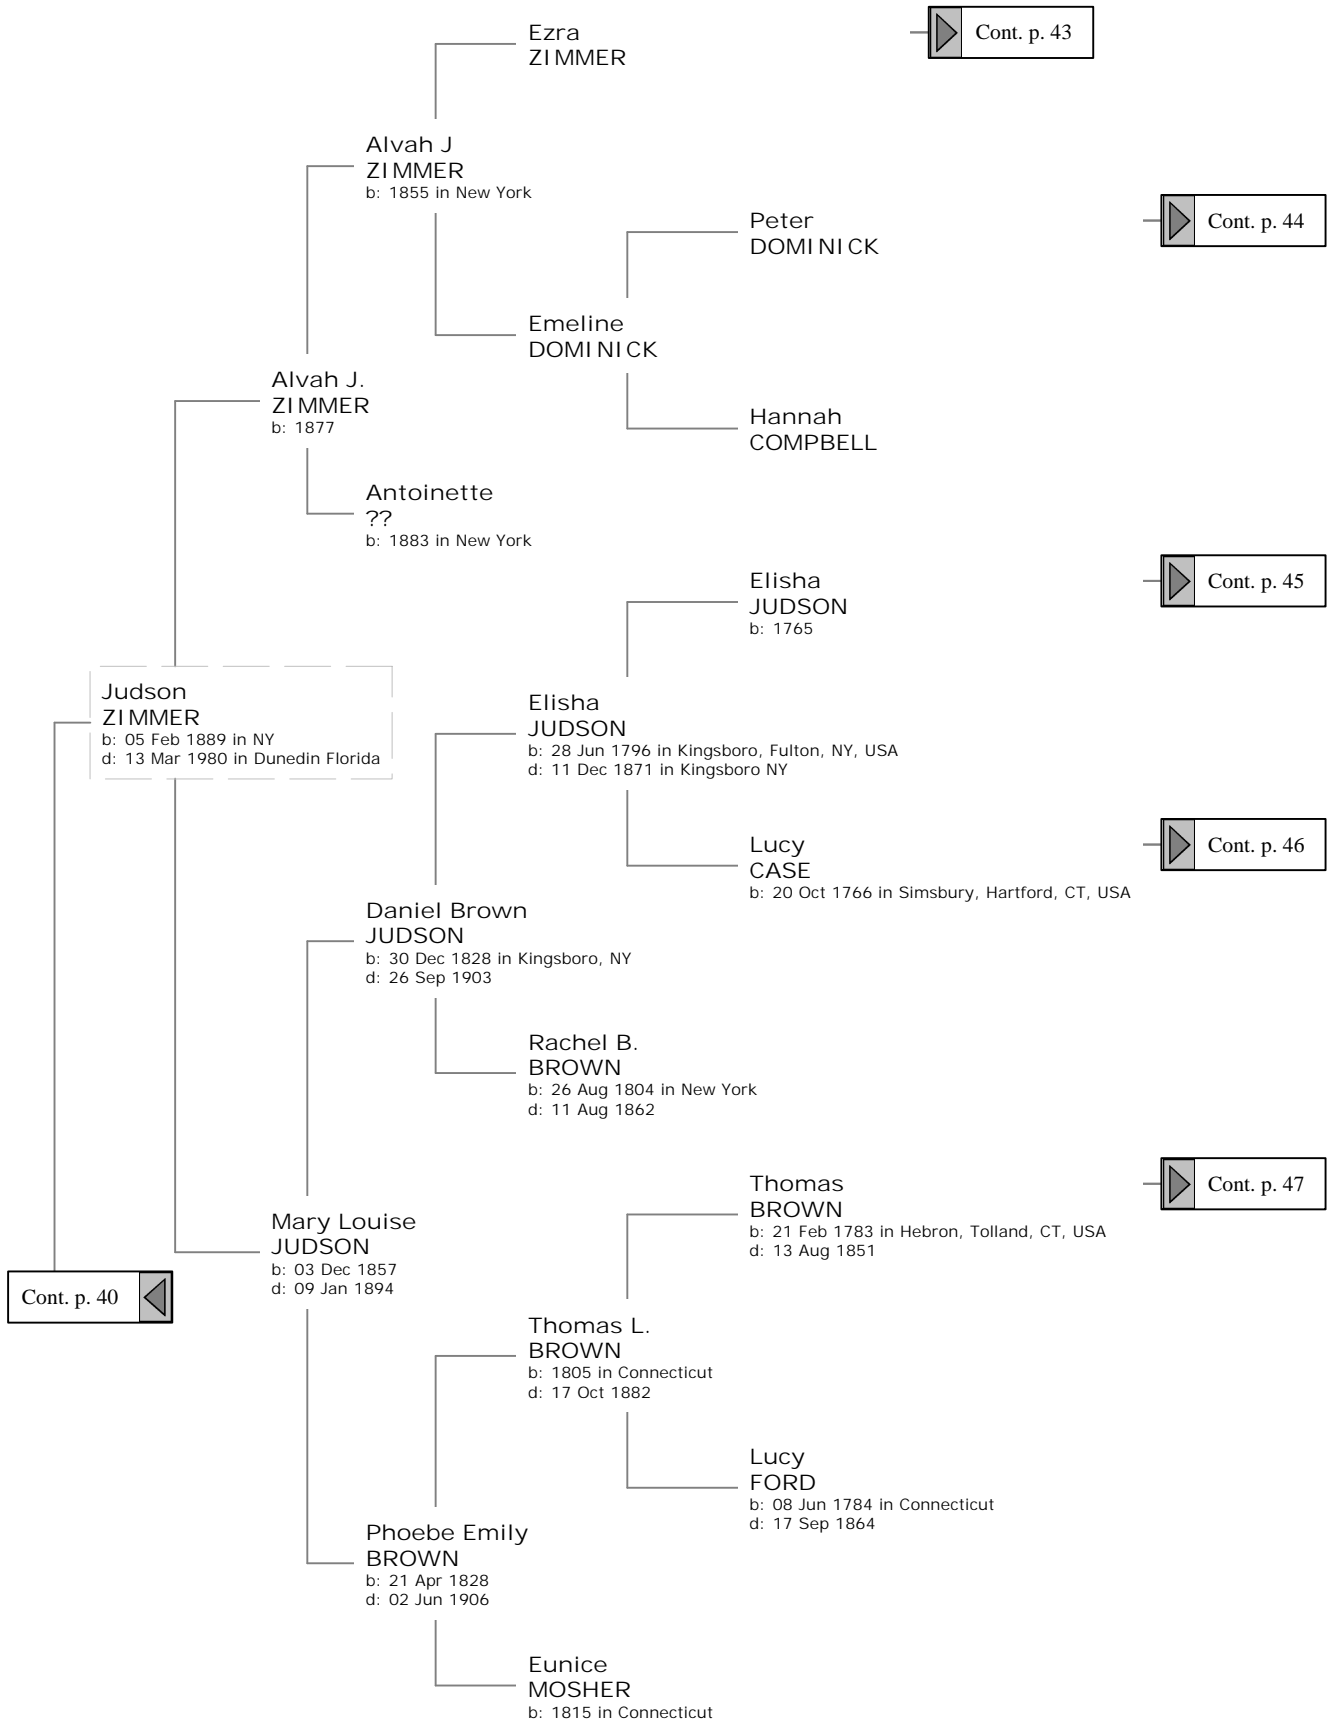 Ezra
ZIMMER
Cont. p. 43
Alvah J
ZIMMER
b: 1855 in New York
Peter
DOMINICK
Cont. p. 44
Emeline
DOMINICK
Alvah J.
ZIMMER
b: 1877
Hannah
COMPBELL
Antoinette
??
b: 1883 in New York
Elisha
JUDSON
b: 1765
Cont. p. 45
Judson
ZIMMER
b: 05 Feb 1889 in NY
d: 13 Mar 1980 in Dunedin Florida
Elisha
JUDSON
b: 28 Jun 1796 in Kingsboro, Fulton, NY, USA
d: 11 Dec 1871 in Kingsboro NY
Lucy
CASE
b: 20 Oct 1766 in Simsbury, Hartford, CT, USA
Cont. p. 46
Daniel Brown
JUDSON
b: 30 Dec 1828 in Kingsboro, NY
d: 26 Sep 1903
Rachel B.
BROWN
b: 26 Aug 1804 in New York
d: 11 Aug 1862
Thomas
BROWN
b: 21 Feb 1783 in Hebron, Tolland, CT, USA
d: 13 Aug 1851
Cont. p. 47
Mary Louise
JUDSON
b: 03 Dec 1857
d: 09 Jan 1894
Cont. p. 40
Thomas L.
BROWN
b: 1805 in Connecticut
d: 17 Oct 1882
Lucy
FORD
b: 08 Jun 1784 in Connecticut
d: 17 Sep 1864
Phoebe Emily
BROWN
b: 21 Apr 1828
d: 02 Jun 1906
Eunice
MOSHER
b: 1815 in Connecticut